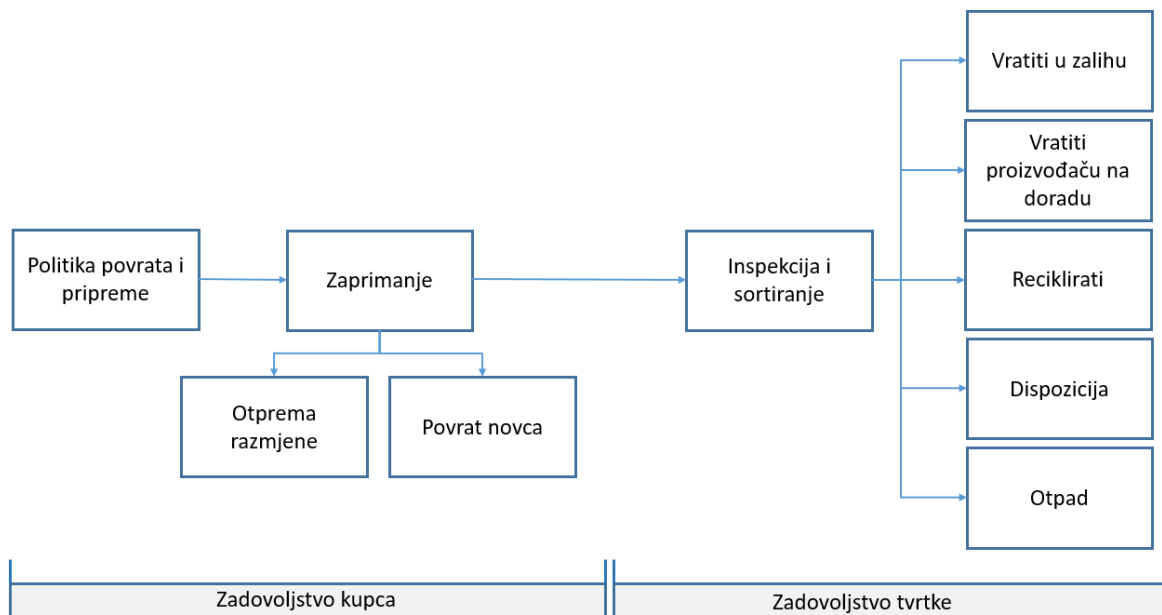 Politika povrata i
pripreme
Zaprimanje
Otprema
razmjene
Povrat novca
Inspekcija i
sortiranje
Vratiti u zalihu
Vratiti
proizvođaču na
doradu
Reciklirati
Dispozicija
Otpad
Zadovoljstvo kupca
Zadovoljstvo tvrtke